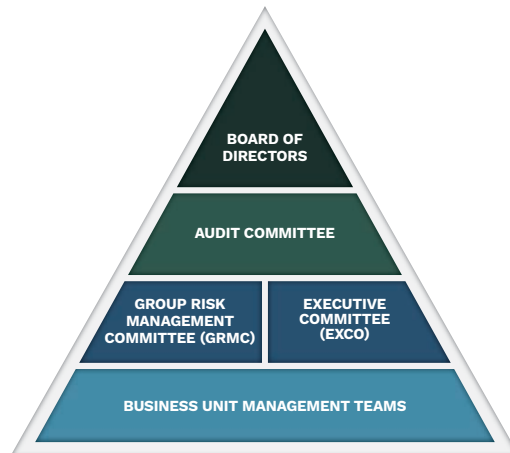 BOARD OF
DIRECTORS
AUDIT COMMITTEE
GROUP RISK
MANAGEMENT
COMMITTEE (GRMC)
EXECUTIVE
COMMITTEE
(EXCO)
BUSINESS UNIT MANAGEMENT TEAMS